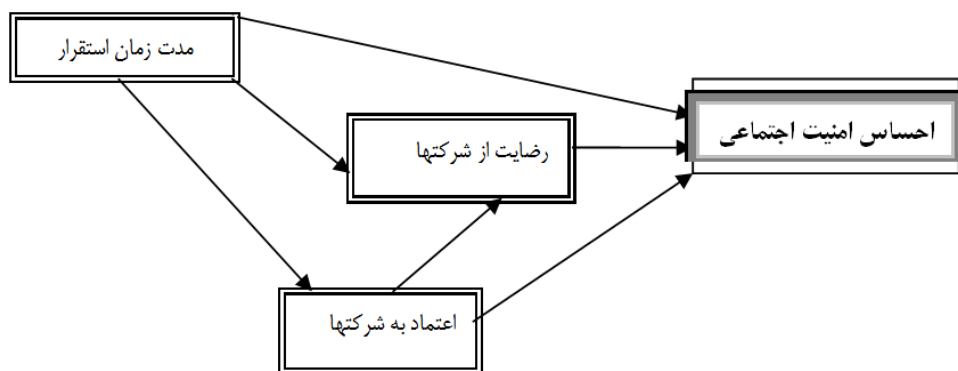 مدت زمان استقرار
احساس امنیت اجتماعی
رضایت از شرکتها
اعتماد به شرکتها